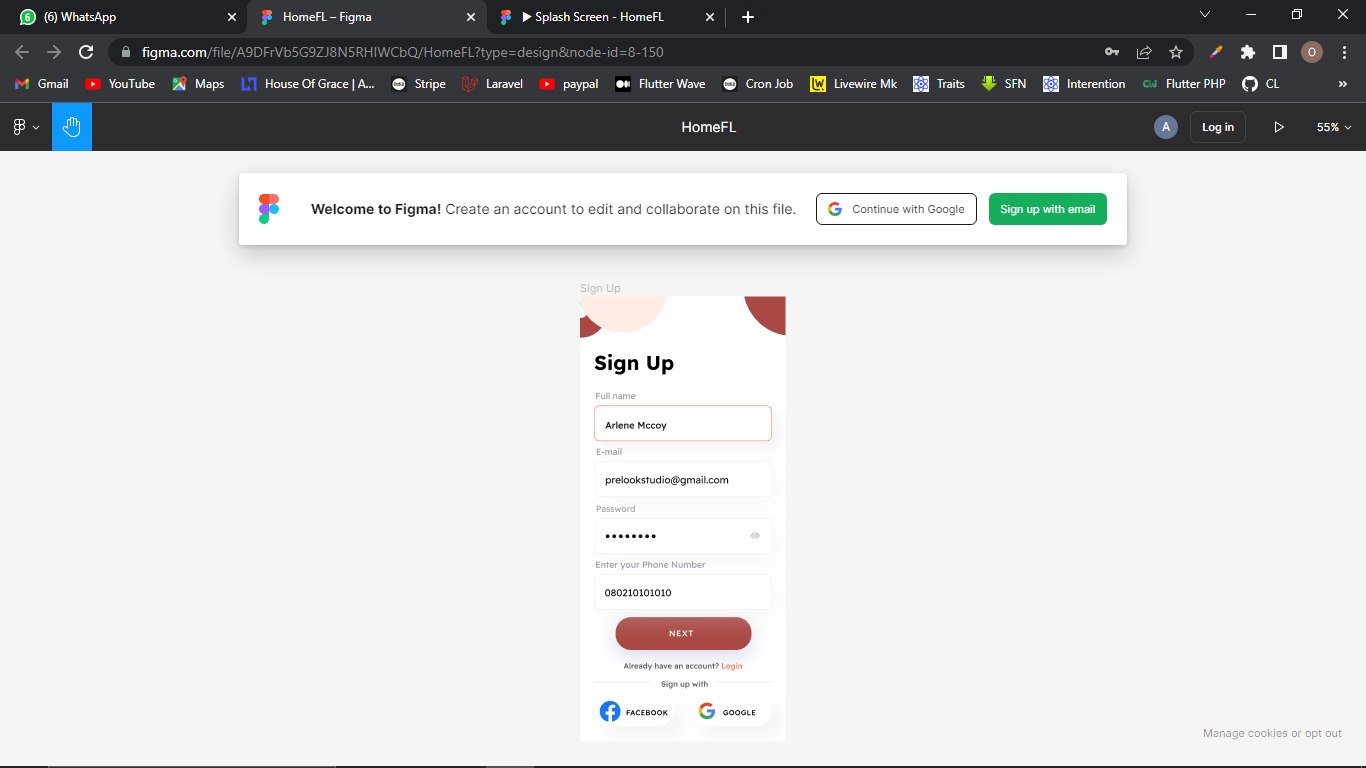 (6) WhatsApp
HomeFL – Figma
▶ Splash Screen - HomeFL
figma.com/file/A9DFrVb5G9ZJ8N5RHIWCbQ/HomeFL?type=design&node-id=8-150
O
Gmail YouTube Maps House Of Grace | A... Stripe Laravel paypal Flutter Wave Cron Job Livewire Mk Traits SFN Interention Flutter PHP CL »
HomeFL
A
Log in
55%
Welcome to Figma! Create an account to edit and collaborate on this file.
Continue with Google
Sign up with email
Sign Up
Sign Up
Full name
Arlene Mccoy
E-mail
prelookstudio@gmail.com
Password
••••••••
Enter your Phone Number
080210101010
NEXT
Already have an account? Login
Sign up with
FACEBOOK
GOOGLE
Manage cookies or opt out